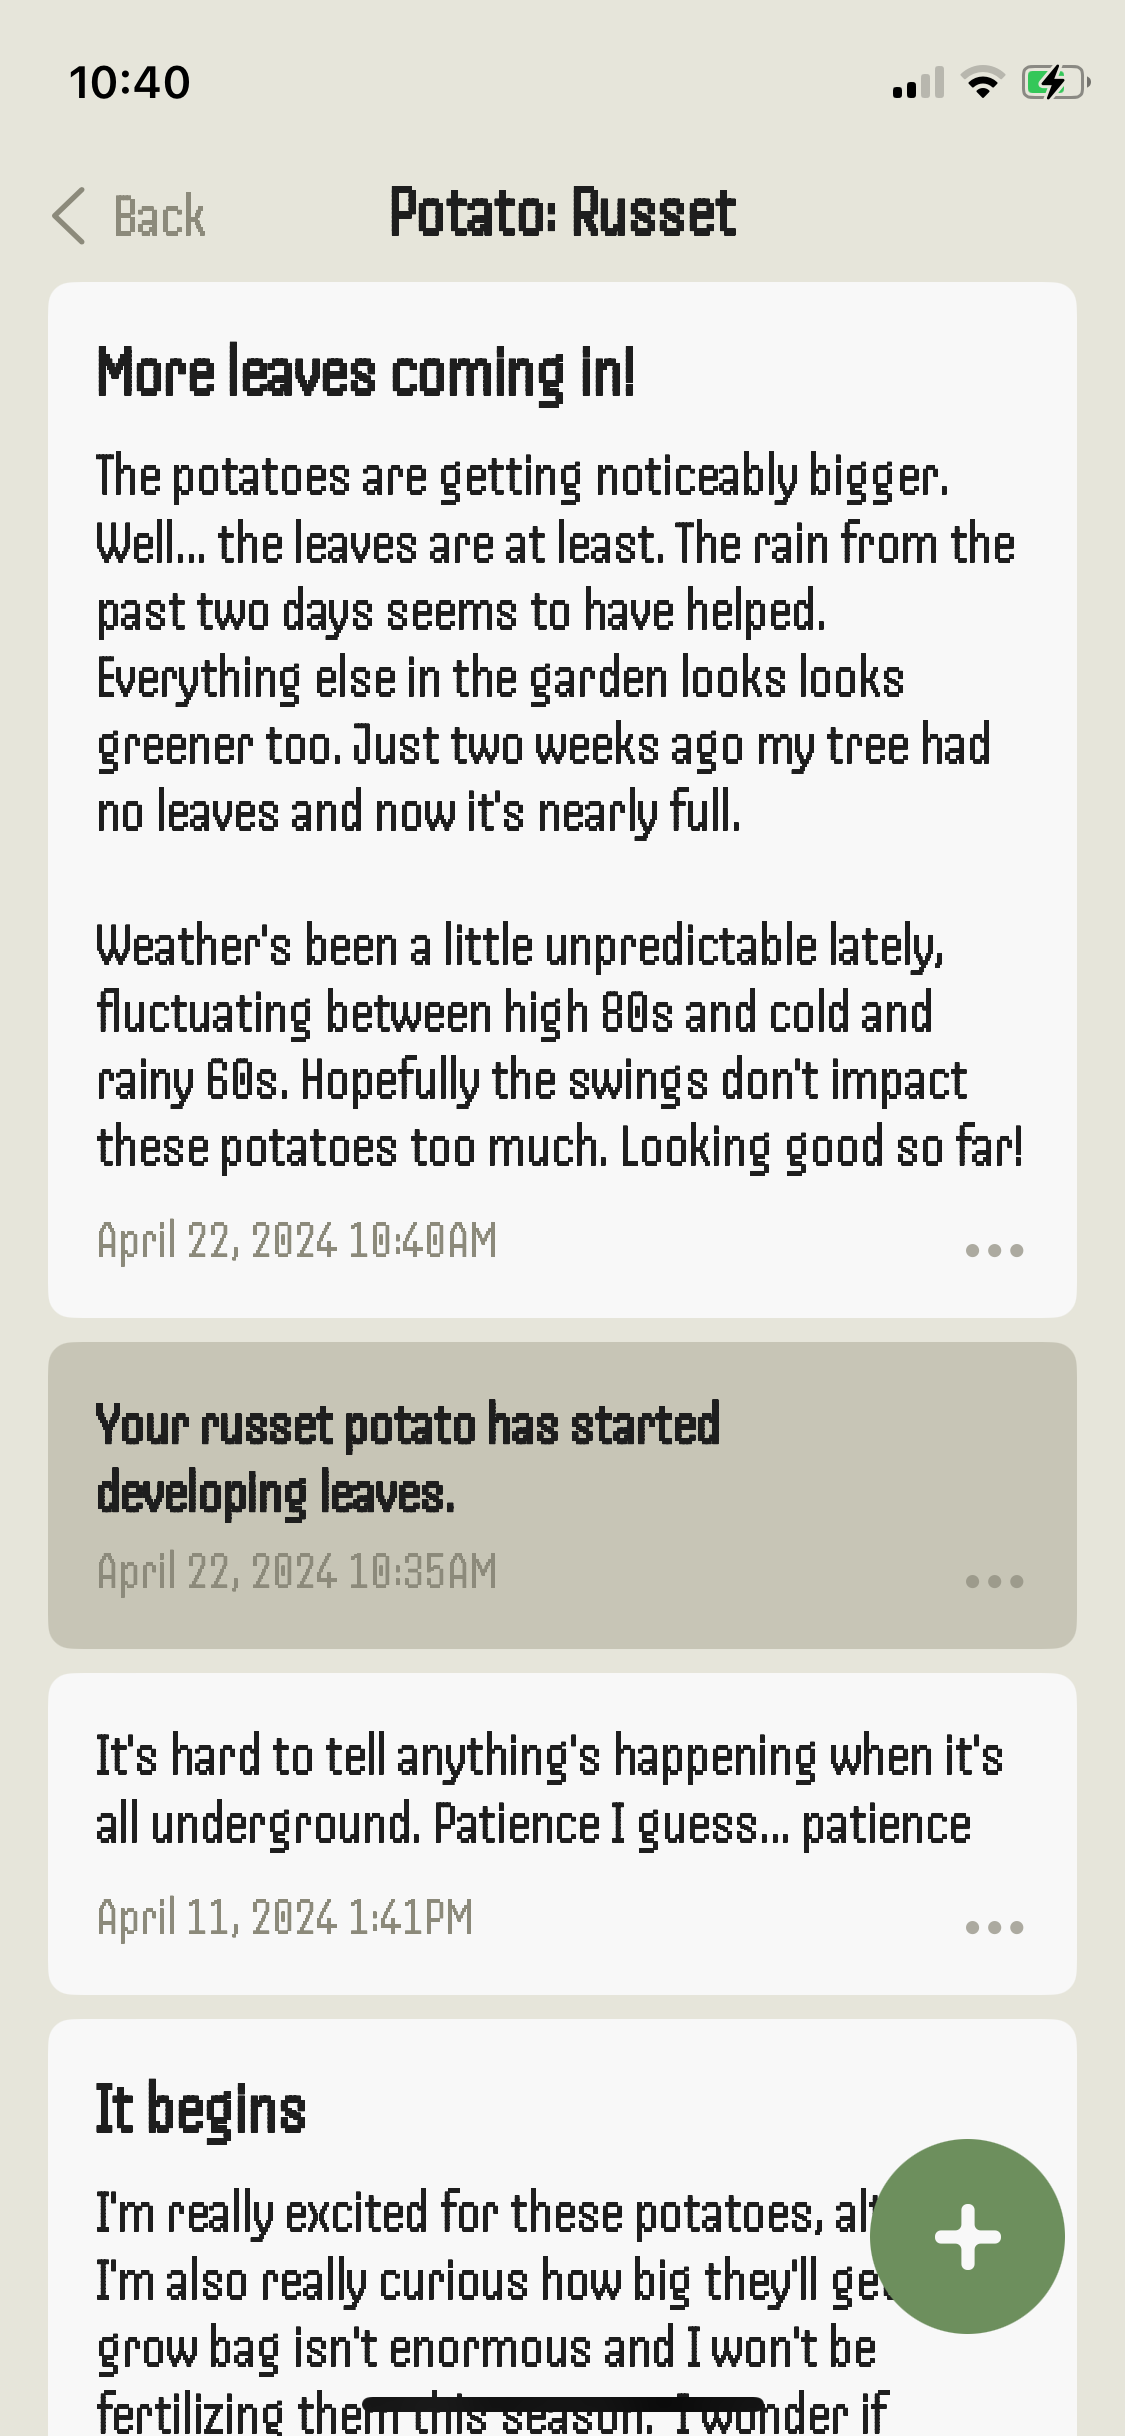 10:40
Back
Potato: Russet
More leaves coming in!
The potatoes are getting noticeably bigger.
Well... the leaves are at least. The rain from the
past two days seems to have helped.
Everything else in the garden looks looks
greener too. Just two weeks ago my tree had
no leaves and now it's nearly full.
Weather's been a little unpredictable lately,
fluctuating between high 80s and cold and
rainy 60s. Hopefully the swings don't impact
these potatoes too much. Looking good so far!
April 22, 2024 10:40AM
Your russet potato has started
developing leaves.
April 22, 2024 10:35AM
It's hard to tell anything's happening when it's
all underground. Patience I guess... patience
April 11, 2024 1:41PM
It begins
I'm really excited for these potatoes,
I'm also really curious how big they'll
grow bag isn't enormous and I won't be
fertilizing them this season. I wonder if